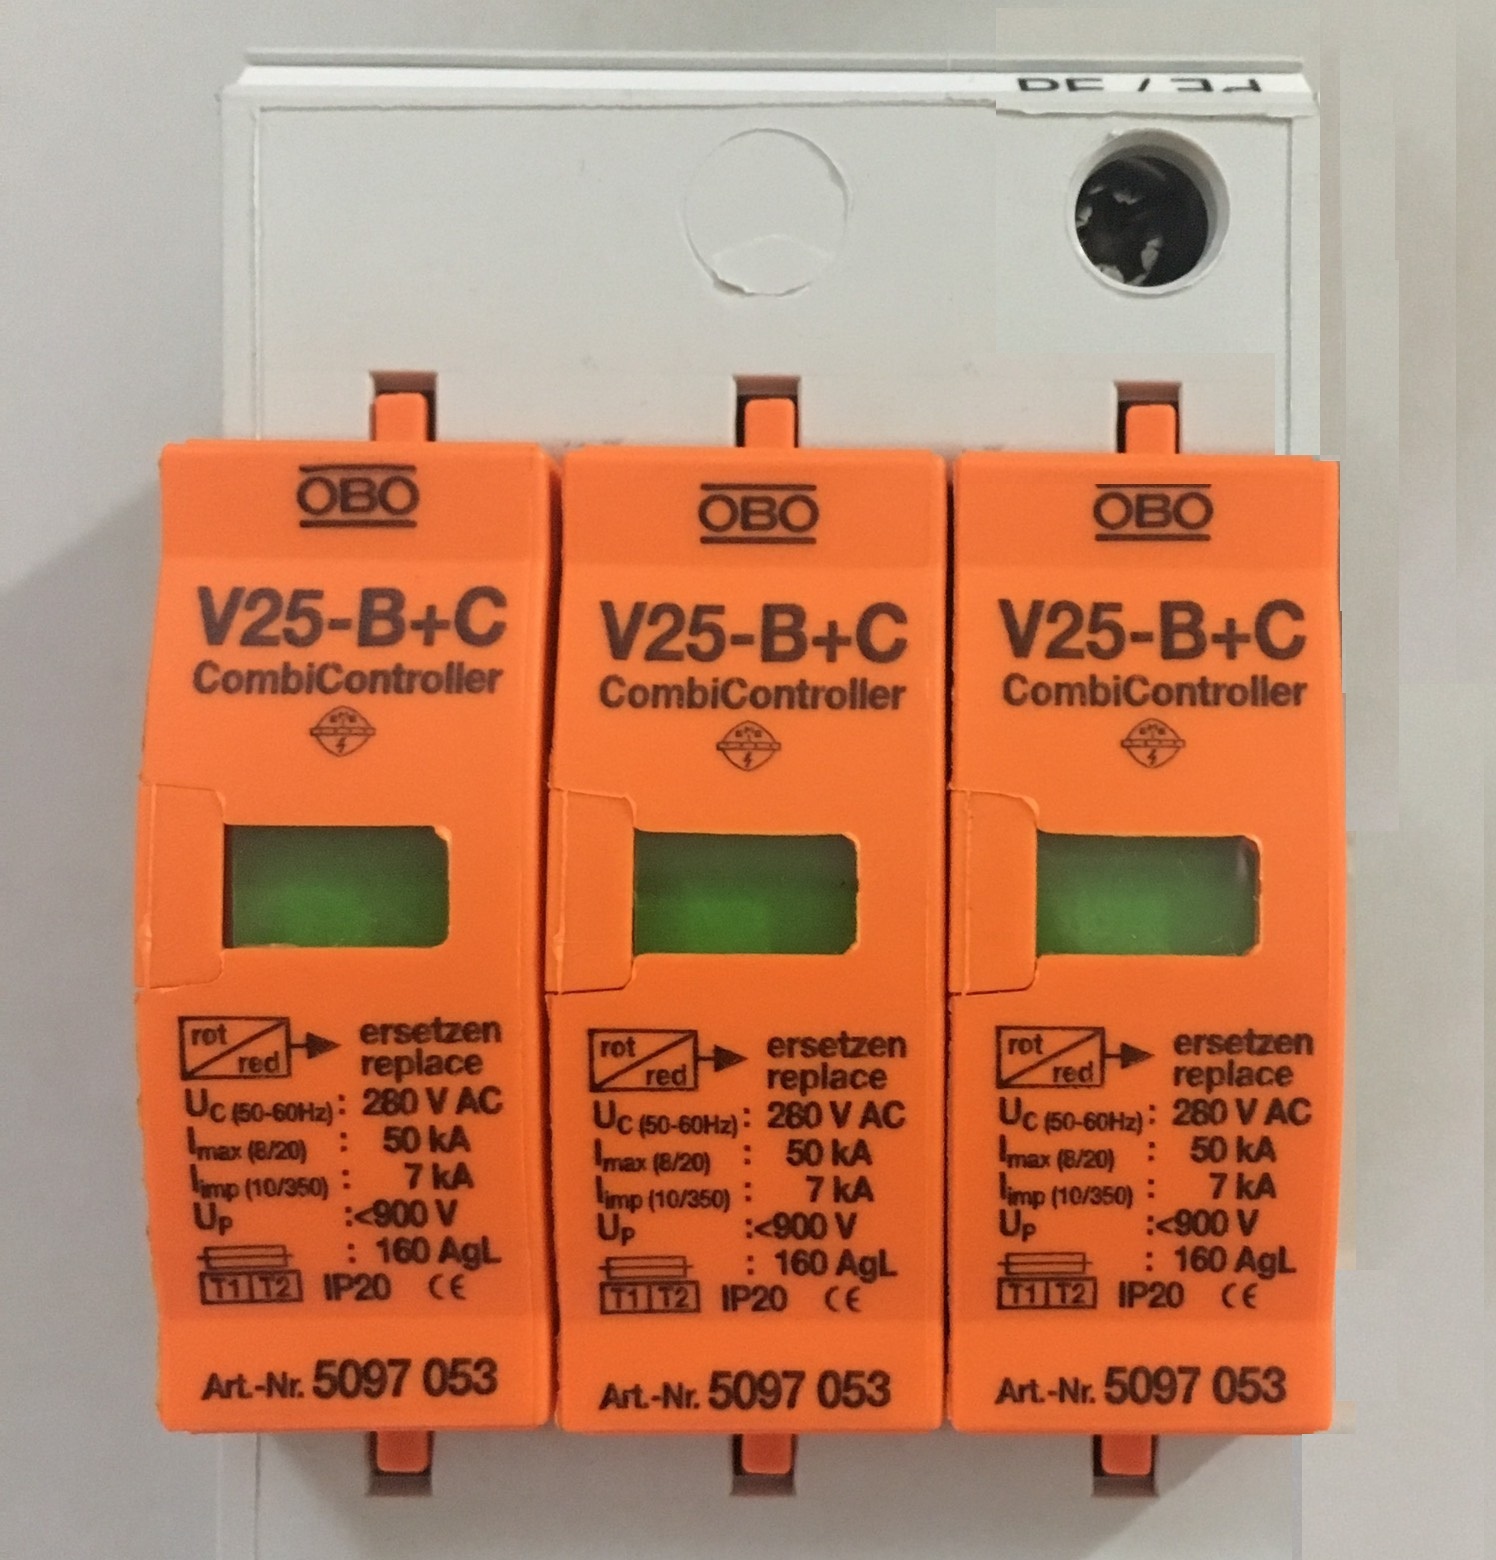 OBO
V25-B+C
CombiController
rot
red
ersetzen
replace
UC (50-60Hz) : 280 V AC
Imax (8/20) : 50 kA
Iimp (10/350) : 7 kA
UP :<900 V
: 160 AgL
T1 T2 IP20 CE
Art.-Nr. 5097 053
OBO
V25-B+C
CombiController
rot
red
ersetzen
replace
UC (50-60Hz) : 280 V AC
Imax (8/20) : 50 kA
Iimp (10/350) : 7 kA
UP :<900 V
: 160 AgL
T1 T2 IP20 CE
Art.-Nr. 5097 053
OBO
V25-B+C
CombiController
rot
red
ersetzen
replace
UC (50-60Hz) : 280 V AC
Imax (8/20) : 50 kA
Iimp (10/350) : 7 kA
UP :<900 V
: 160 AgL
T1 T2 IP20 CE
Art.-Nr. 5097 053